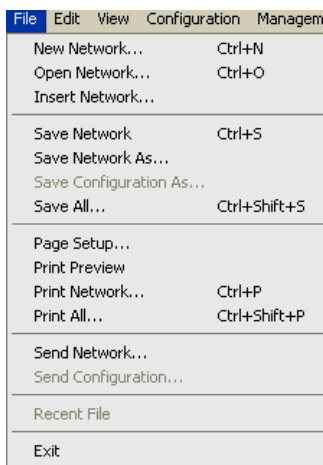 File Edit View Configuration Managem
New Network... Ctrl+N
Open Network... Ctrl+O
Insert Network...
Save Network Ctrl+S
Save Network As...
Save Configuration As...
Save All... Ctrl+Shift+S
Page Setup...
Print Preview
Print Network... Ctrl+P
Print All... Ctrl+Shift+P
Send Network...
Send Configuration...
Recent File
Exit